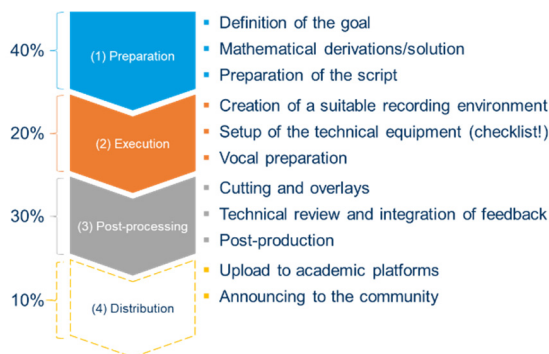 40%
(1) Preparation
Definition of the goal
Mathematical derivations/solution
Preparation of the script
20%
(2) Execution
Creation of a suitable recording environment
Setup of the technical equipment (checklist!)
Vocal preparation
30%
(3) Post-processing
Cutting and overlays
Technical review and integration of feedback
Post-production
10%
(4) Distribution
Upload to academic platforms
Announcing to the community